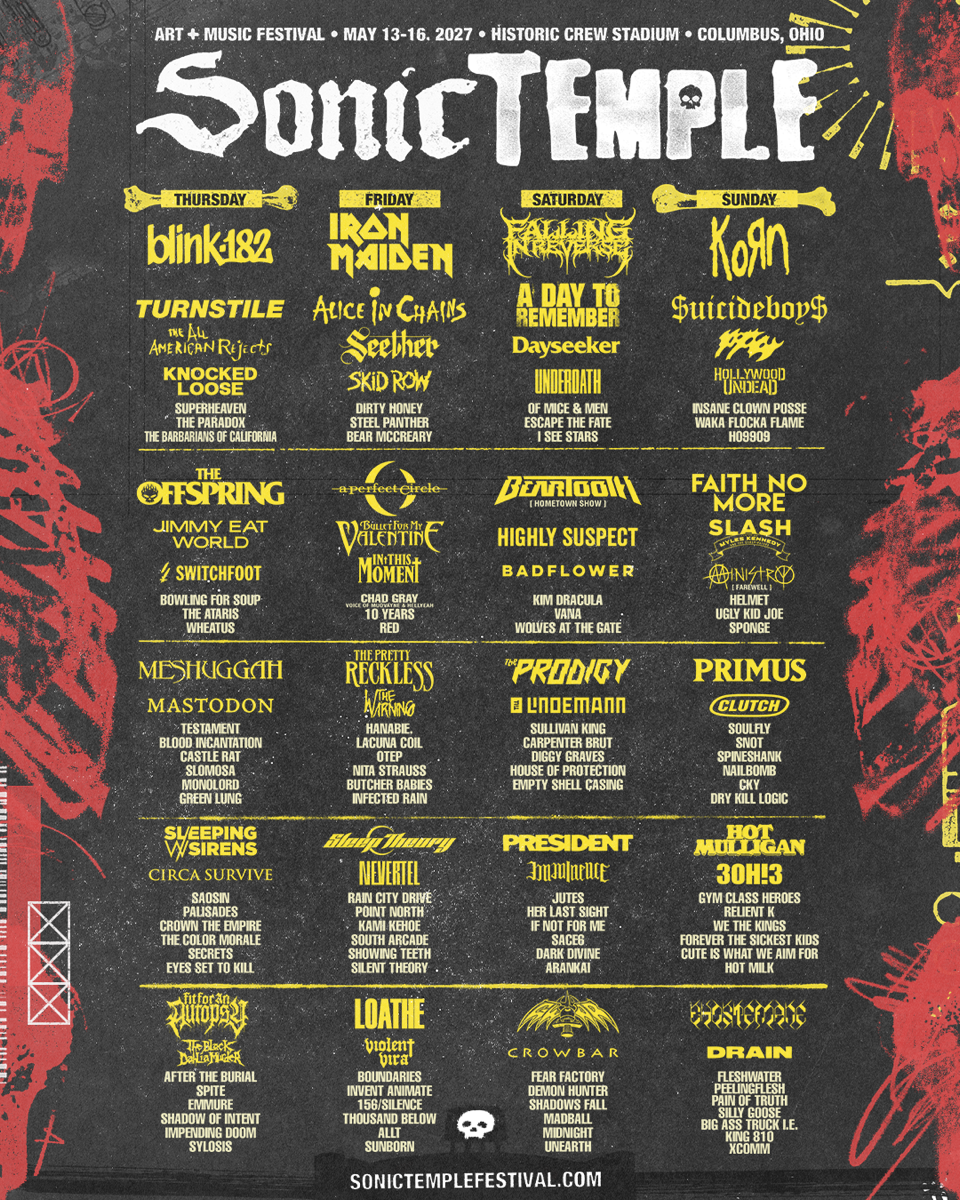 ART + MUSIC FESTIVAL • MAY 13-16. 2027 • HISTORIC CREW STADIUM • COLUMBUS, OHIO
Sonic TEMPLE
THURSDAY
blink-182
TURNSTILE
THE ALL
AMERICAN REJECTS
KNOCKED
LOOSE
SUPERHEAVEN
THE PARADOX
THE BARBARIANS OF CALIFORNIA
FRIDAY
IRON
MAIDEN
ALICE IN CHAINS
Seether
SKID ROW
DIRTY HONEY
STEEL PANTHER
BEAR MCCREARY
SATURDAY
FALLING
IN REVERSE
A DAY TO
REMEMBER
Dayseeker
UNDEROATH
OF MICE & MEN
ESCAPE THE FATE
I SEE STARS
SUNDAY
KoRn
$uicideboy$
HOLLYWOOD
UNDEAD
INSANE CLOWN POSSE
WAKA FLOCKA FLAME
HO9909
THE
OFFSPRING
JIMMY EAT
WORLD
SWITCHFOOT
BOWLING FOR SOUP
THE ATARIS
WHEATUS
a perfect circle
BULLET FOR MY
VALENTINE
IN THIS
MOMENT
CHAD GRAY
VOICE OF MUDVAYNE & HELLYEAH
10 YEARS
RED
BEARTOOTH
[ HOMETOWN SHOW ]
HIGHLY SUSPECT
BADFLOWER
KIM DRACULA
VANA
WOLVES AT THE GATE
FAITH NO
MORE
SLASH
MYLES KENNEDY
MINISTRY
[ FAREWELL ]
HELMET
UGLY KID JOE
SPONGE
MESHUGGAH
MASTODON
TESTAMENT
BLOOD INCANTATION
CASTLE RAT
SLOMOSA
MONOLORD
GREEN LUNG
THE PRETTY
RECKLESS
THE
WARNING
HANABIE.
LACUNA COIL
OTEP
NITA STRAUSS
BUTCHER BABIES
INFECTED RAIN
THE PRODIGY
TILL LINDEMANN
SULLIVAN KING
CARPENTER BRUT
DIGGY GRAVES
HOUSE OF PROTECTION
EMPTY SHELL CASING
PRIMUS
CLUTCH
SOULFLY
SNOT
SPINESHANK
NAILBOMB
CKY
DRY KILL LOGIC
SLEEPING
W/ SIRENS
CIRCA SURVIVE
SAOSIN
PALISADES
CROWN THE EMPIRE
THE COLOR MORALE
SECRETS
EYES SET TO KILL
Sleep Theory
NEVERTEL
RAIN CITY DRIVE
POINT NORTH
KAMI KEHOE
SOUTH ARCADE
SHOWING TEETH
SILENT THEORY
PRESIDENT
Imminence
JUTES
HER LAST SIGHT
IF NOT FOR ME
SACE6
DARK DIVINE
ARANKAI
HOT
MULLIGAN
3OH!3
GYM CLASS HEROES
RELIENT K
WE THE KINGS
FOREVER THE SICKEST KIDS
CUTE IS WHAT WE AIM FOR
HOT MILK
fit for an
Autopsy
The Black
Dahlia Murder
AFTER THE BURIAL
SPITE
EMMURE
SHADOW OF INTENT
IMPENDING DOOM
SYLOSIS
LOATHE
violent
vira
BOUNDARIES
INVENT ANIMATE
156/SILENCE
THOUSAND BELOW
ALLT
SUNBORN
CROWBAR
FEAR FACTORY
DEMON HUNTER
SHADOWS FALL
MADBALL
MIDNIGHT
UNEARTH
GHOSTEMANE
DRAIN
FLESHWATER
PEELINGFLESH
PAIN OF TRUTH
SILLY GOOSE
BIG ASS TRUCK I.E.
KING 810
XCOMM
SONICTEMPLEFESTIVAL.COM